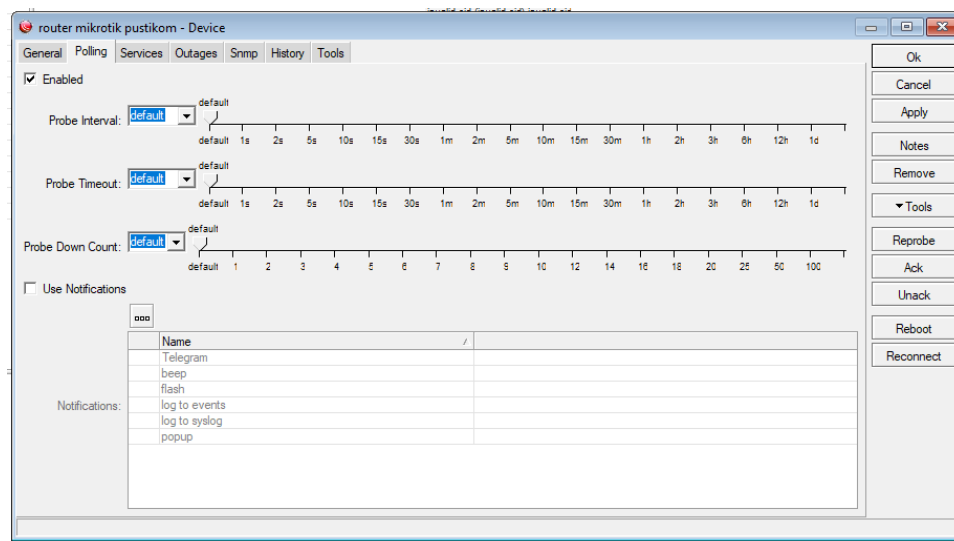 router mikrotik pustikom - Device
General Polling Services Outages Snmp History Tools
Enabled
default
Probe Interval: default
default 1s 2s 5s 10s 15s 30s 1m 2m 5m 10m 15m 30m 1h 2h 3h 6h 12h 1d
default
Probe Timeout: default
default 1s 2s 5s 10s 15s 30s 1m 2m 5m 10m 15m 30m 1h 2h 3h 6h 12h 1d
default
Probe Down Count: default
default 1 2 3 4 5 6 7 8 9 10 12 14 16 18 20 25 50 100
Use Notifications
Name
Telegram
beep
flash
Notifications:
log to events
log to syslog
popup
Ok
Cancel
Apply
Notes
Remove
Tools
Reprobe
Ack
Unack
Reboot
Reconnect